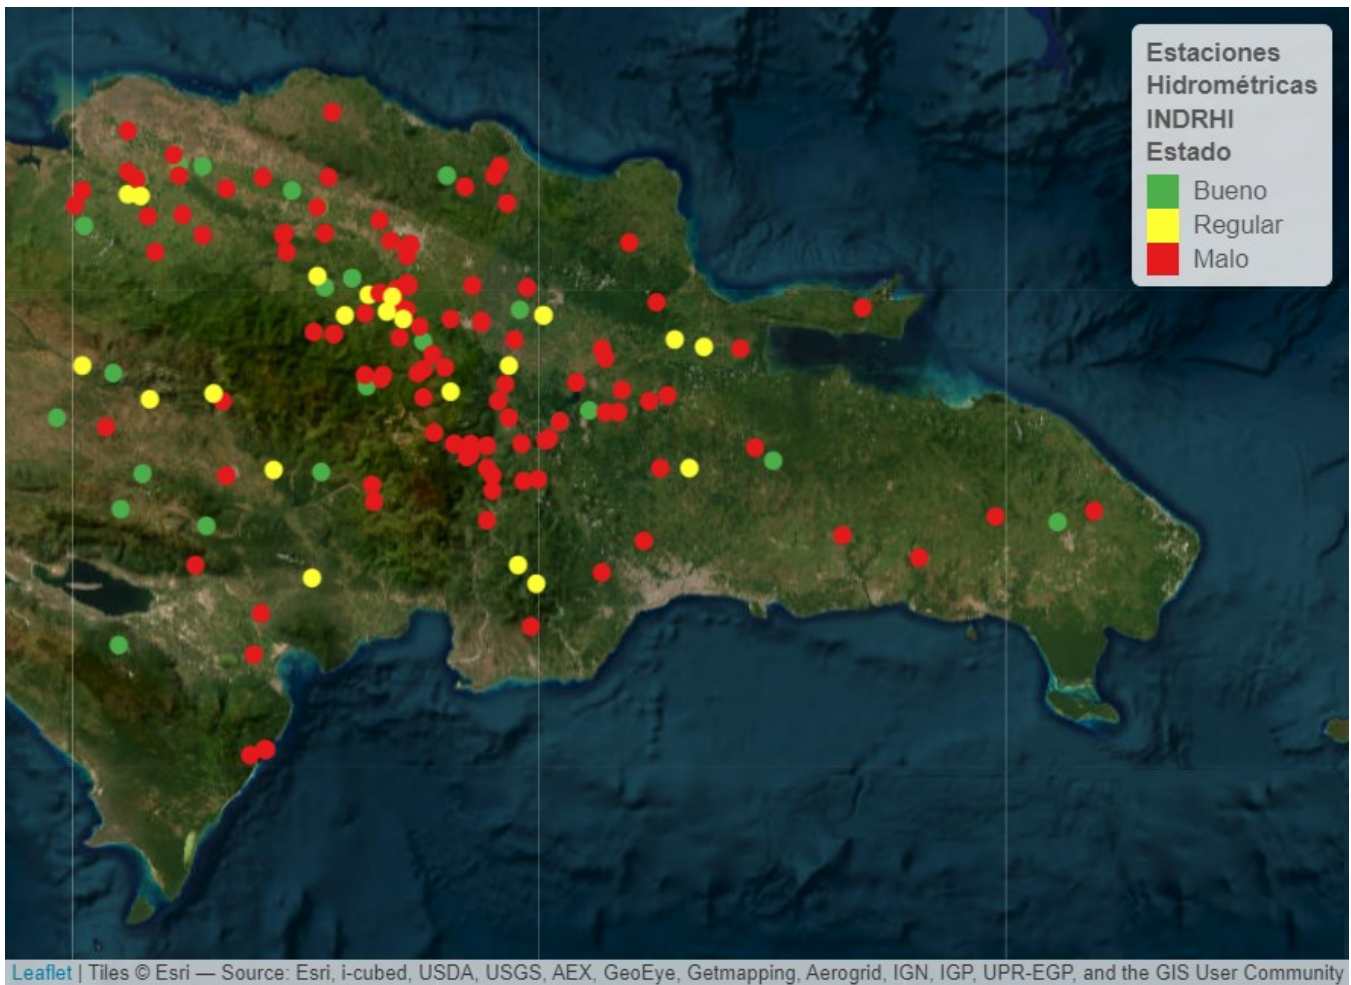 Estaciones
Hidrométricas
INDRHI
Estado
Bueno
Regular
Malo
Leaflet | Tiles © Esri — Source: Esri, i-cubed, USDA, USGS, AEX, GeoEye, Getmapping, Aerogrid, IGN, IGP, UPR-EGP, and the GIS User Community